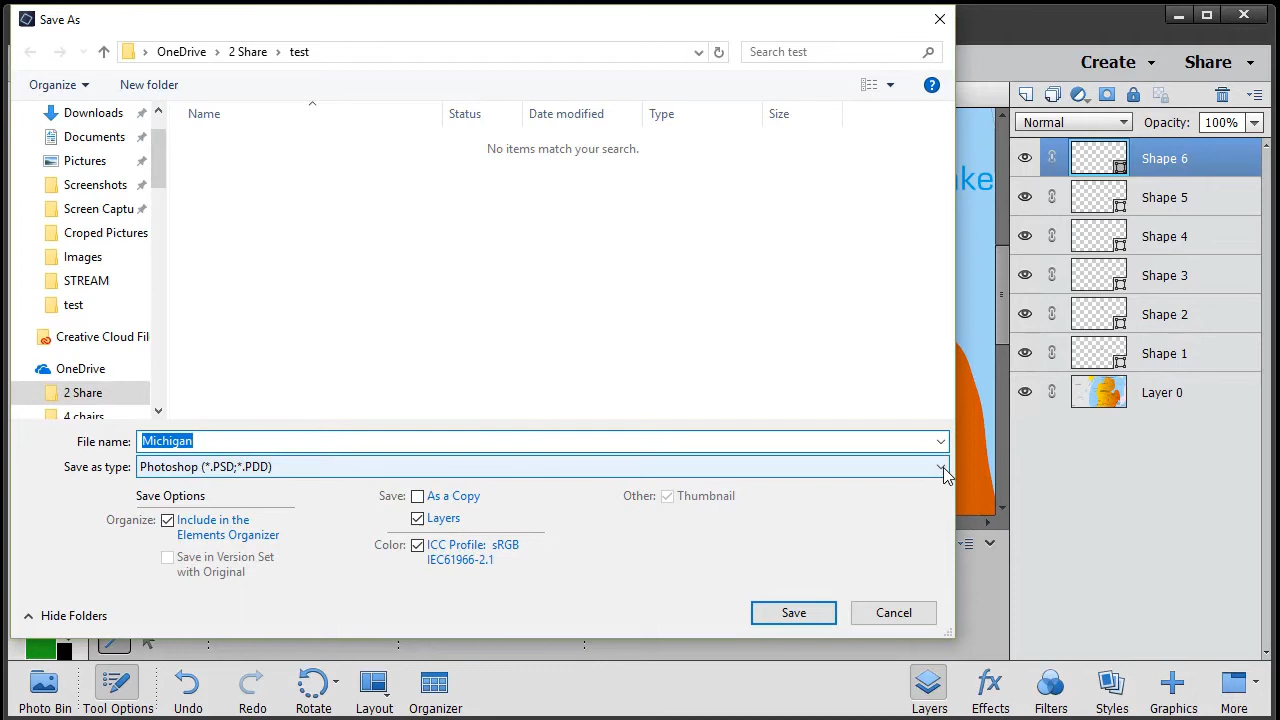 Save As
OneDrive > 2 Share > test
Search test
Create
Share
Organize
New folder
Name
Status
Date modified
Type
Size
No items match your search.
Downloads
Documents
Pictures
Screenshots
Screen Captu
Croped Pictures
Images
STREAM
test
Creative Cloud Fil
OneDrive
2 Share
4 chairs
Normal
Opacity: 100%
ake
Shape 6
Shape 5
Shape 4
Shape 3
Shape 2
Shape 1
Layer 0
File name: Michigan
Save as type: Photoshop (*.PSD;*.PDD)
Save Options
Organize: Include in the
Elements Organizer
Save in Version Set
with Original
Save: As a Copy
Layers
Color: ICC Profile: sRGB
IEC61966-2.1
Other: Thumbnail
Hide Folders
Save
Cancel
Photo Bin
Tool Options
Undo
Redo
Rotate
Layout
Organizer
Layers
Effects
Filters
Styles
Graphics
More